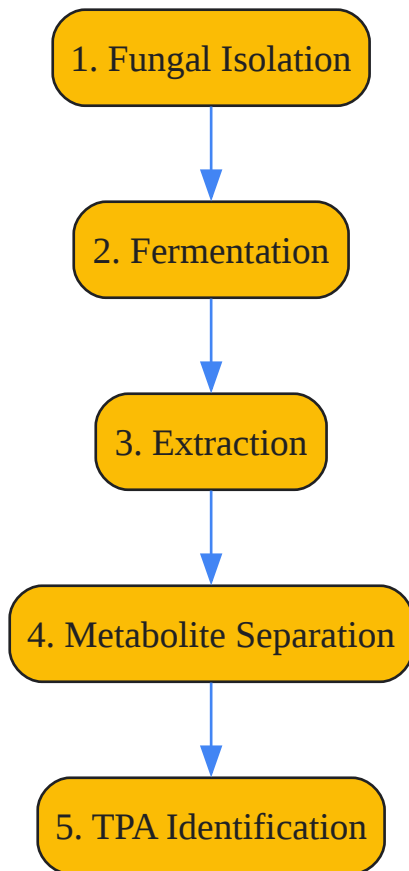 1. Fungal Isolation
2. Fermentation
3. Extraction
4. Metabolite Separation
5. TPA Identification